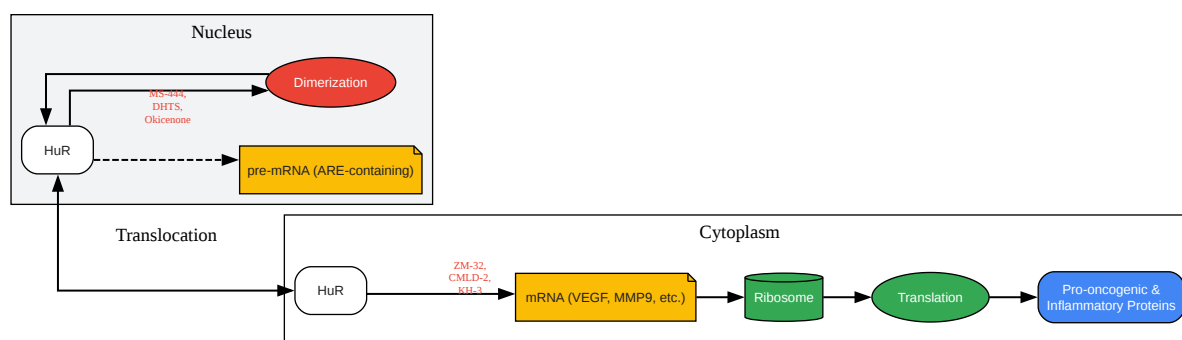 Nucleus
Dimerization
MS-444,
DHTS,
Okicenone
HuR
pre-mRNA (ARE-containing)
Translocation
Cytoplasm
HuR
ZM-32,
CMLD-2,
KH-3
mRNA (VEGF, MMP9, etc.)
Ribosome
Translation
Pro-oncogenic &
Inflammatory Proteins